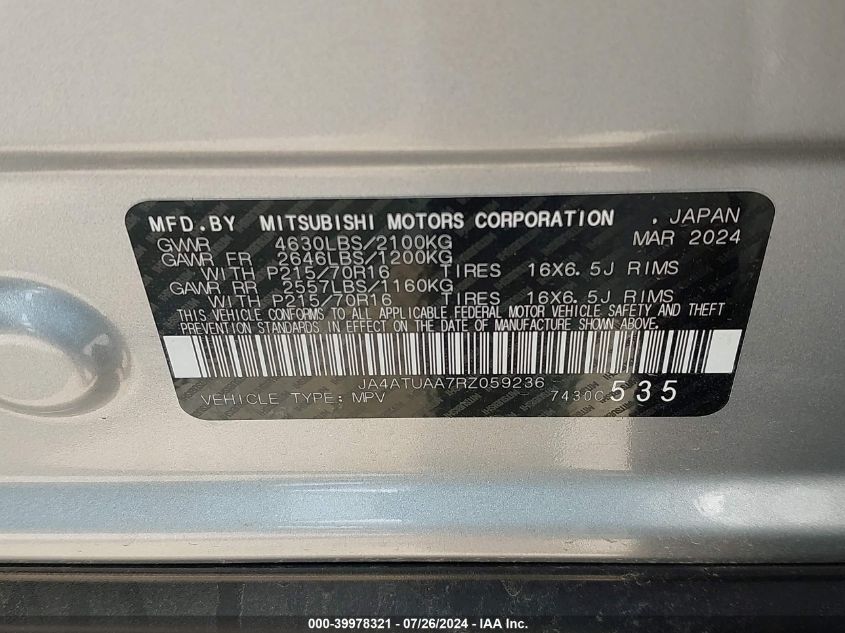 MFD.BY MITSUBISHI MOTORS CORPORATION . JAPAN
GVWR 4630LBS/2100KG MAR 2024
GAWR FR 2646LBS/1200KG
WITH P215/70R16 TIRES 16X6.5J RIMS
GAWR RR 2557LBS/1160KG
WITH P215/70R16 TIRES 16X6.5J RIMS
THIS VEHICLE CONFORMS TO ALL APPLICABLE FEDERAL MOTOR VEHICLE SAFETY AND THEFT
PREVENTION STANDARDS IN EFFECT ON THE DATE OF MANUFACTURE SHOWN ABOVE.
JA4ATUAA7RZ059236
VEHICLE TYPE: MPV 7430C 535
000-39978321 - 07/26/2024 - © IAA Inc.